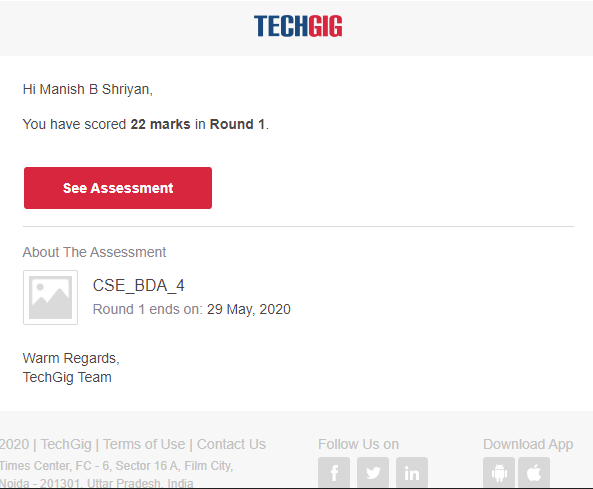 TECHGIG
Hi Manish B Shriyan,
You have scored 22 marks in Round 1.
See Assessment
About The Assessment
CSE_BDA_4
Round 1 ends on: 29 May, 2020
Warm Regards,
TechGig Team
2020 | TechGig | Terms of Use | Contact Us
Times Center, FC - 6, Sector 16 A, Film City,
Noida - 201301, Uttar Pradesh, India
Follow Us on
Download App